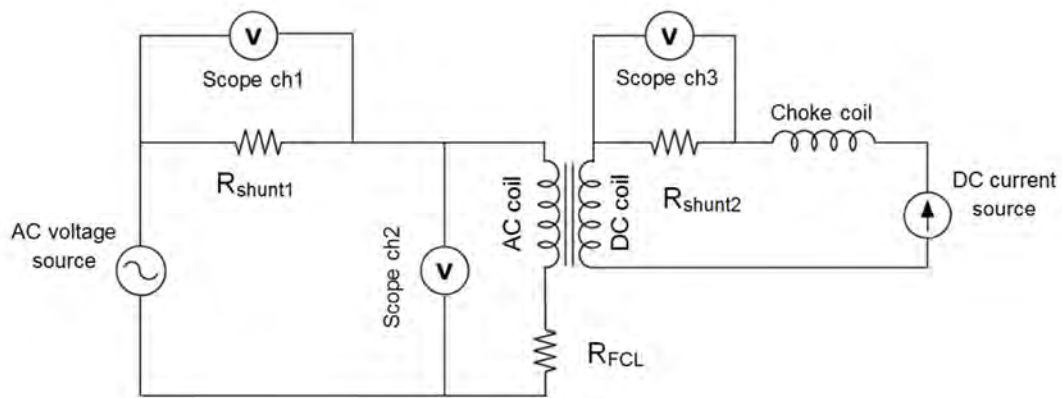 V
Scope ch1
R_shunt1
AC voltage
source
Scope ch2
V
AC coil
DC coil
R_FCL
V
Scope ch3
R_shunt2
Choke coil
DC current
source